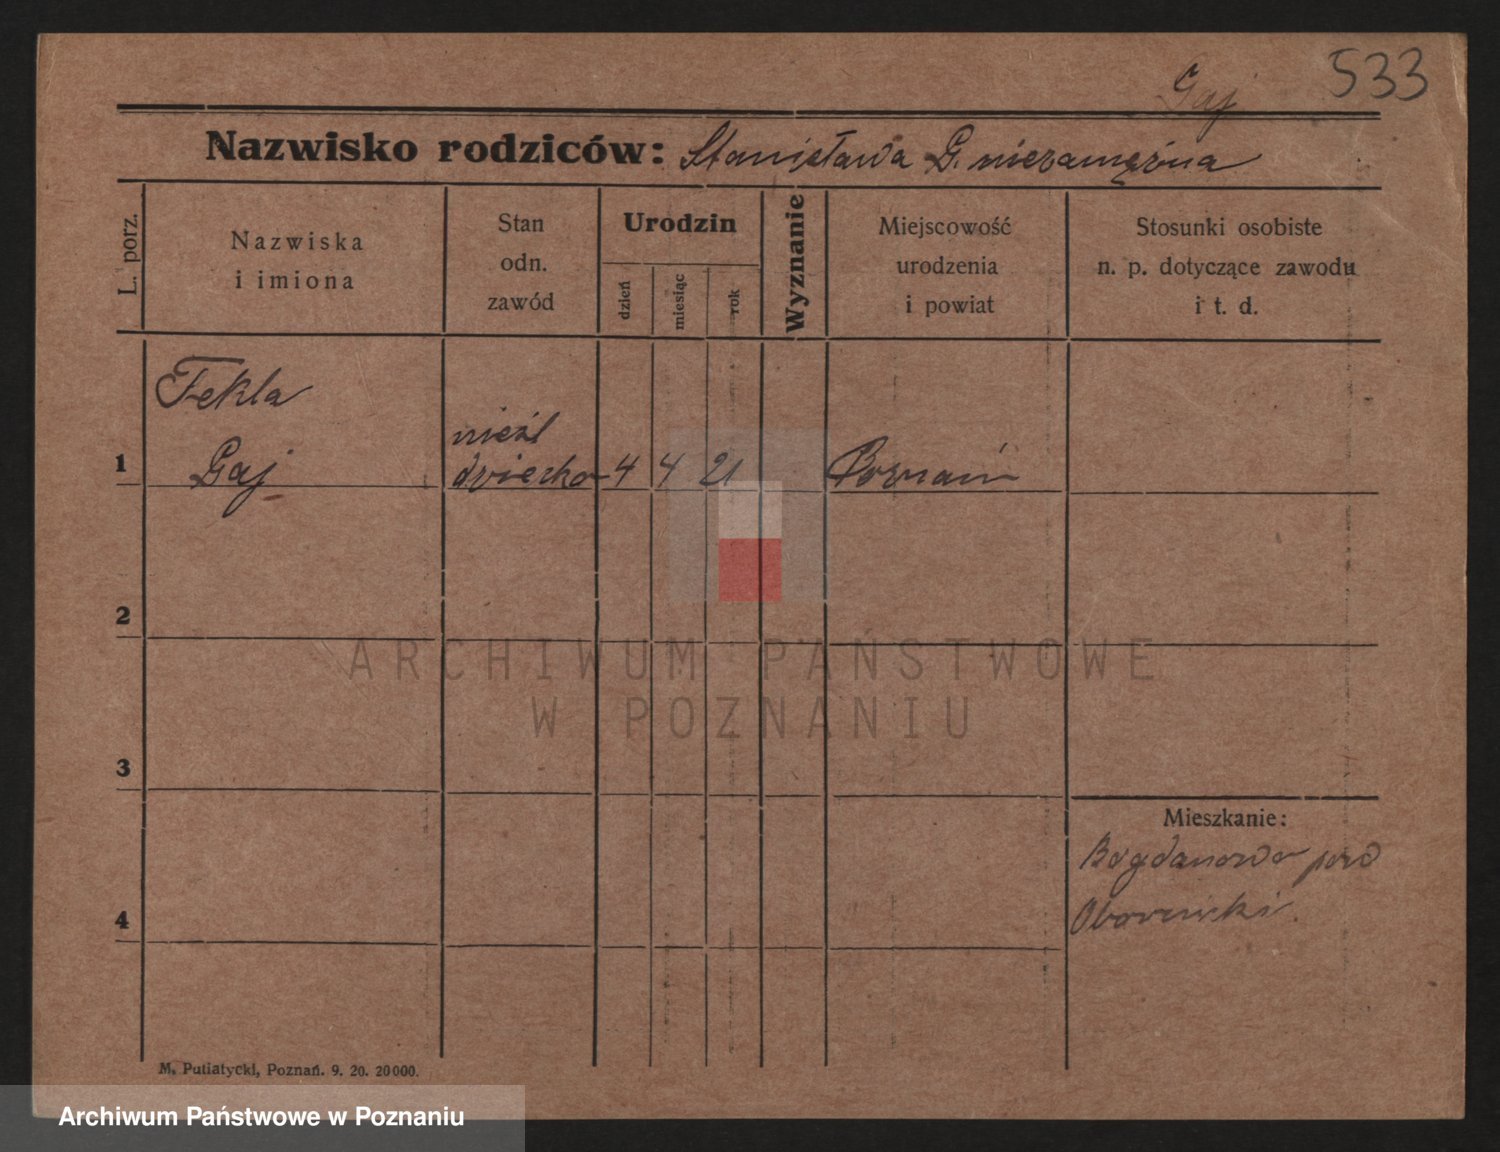 Gaj 533
Nazwisko rodziców: Stanisława G. niezamężna
L. porz.
Nazwiska
i imiona
Stan
odn.
zawód
Urodzin
dzień
miesiąc
rok
Wyznanie
Miejscowość
urodzenia
i powiat
Stosunki osobiste
n. p. dotyczące zawodu
i t. d.
Tekla
1 Gaj nieśl dziecko 4 4 21 Poznań
2
ARCHIWUM PAŃSTWOWE
W POZNANIU
3
Mieszkanie:
Bogdanowo pow
4 Obornicki.
M. Putiatycki, Poznań. 9. 20. 20000.
Archiwum Państwowe w Poznaniu